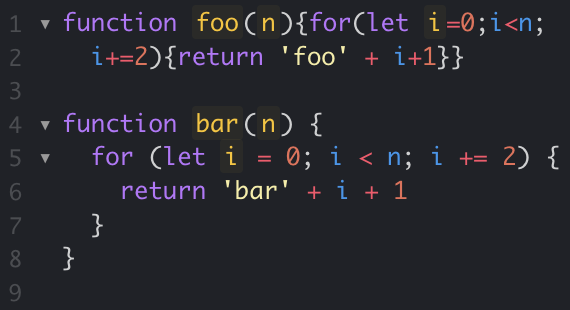 1 ▾ function foo(n){for(let i=0;i<n;
2 i+=2){return 'foo' + i+1}}
3
4 ▾ function bar(n) {
5 ▾ for (let i = 0; i < n; i += 2) {
6 return 'bar' + i + 1
7 }
8 }
9